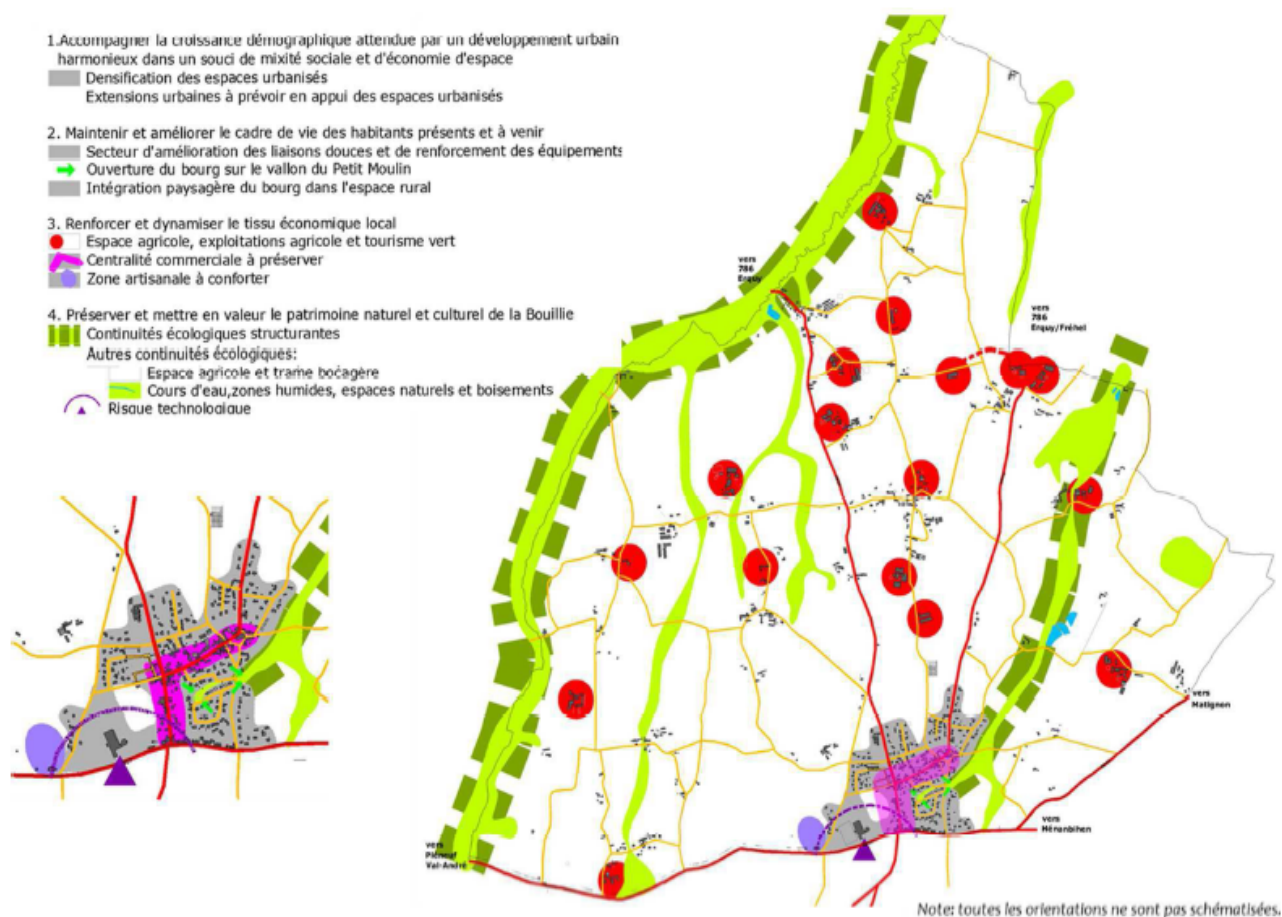 1.Accompagner la croissance démographique attendue par un développement urbain
harmonieux dans un souci de mixité sociale et d'économie d'espace
Densification des espaces urbanisés
Extensions urbaines à prévoir en appui des espaces urbanisés
2. Maintenir et améliorer le cadre de vie des habitants présents et à venir
Secteur d'amélioration des liaisons douces et de renforcement des équipements
Ouverture du bourg sur le vallon du Petit Moulin
Intégration paysagère du bourg dans l'espace rural
3. Renforcer et dynamiser le tissu économique local
Espace agricole, exploitations agricole et tourisme vert
Centralité commerciale à préserver
Zone artisanale à conforter
4. Préserver et mettre en valeur le patrimoine naturel et culturel de la Bouillie
Continuités écologiques structurantes
Autres continuités écologiques:
Espace agricole et trame bocagère
Cours d'eau,zones humides, espaces naturels et boisements
Risque technologique
vers
786
Erquy
vers
786
Erquy/Fréhel
vers
Matignon
vers
Hénanbihen
vers
Pléneuf
Val-André
Note: toutes les orientations ne sont pas schématisées.